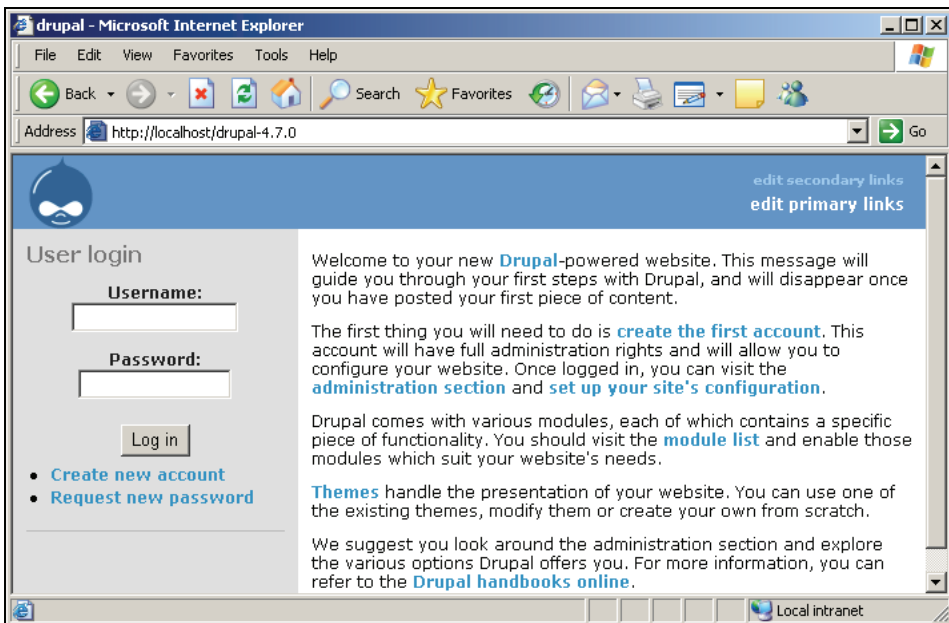 drupal - Microsoft Internet Explorer
File Edit View Favorites Tools Help
Back Search Favorites
Address http://localhost/drupal-4.7.0 Go
edit secondary links
edit primary links
User login
Username:
Password:
Log in
Create new account
Request new password
Welcome to your new Drupal-powered website. This message will
guide you through your first steps with Drupal, and will disappear once
you have posted your first piece of content.
The first thing you will need to do is create the first account. This
account will have full administration rights and will allow you to
configure your website. Once logged in, you can visit the
administration section and set up your site's configuration.
Drupal comes with various modules, each of which contains a specific
piece of functionality. You should visit the module list and enable those
modules which suit your website's needs.
Themes handle the presentation of your website. You can use one of
the existing themes, modify them or create your own from scratch.
We suggest you look around the administration section and explore
the various options Drupal offers you. For more information, you can
refer to the Drupal handbooks online.
Local intranet